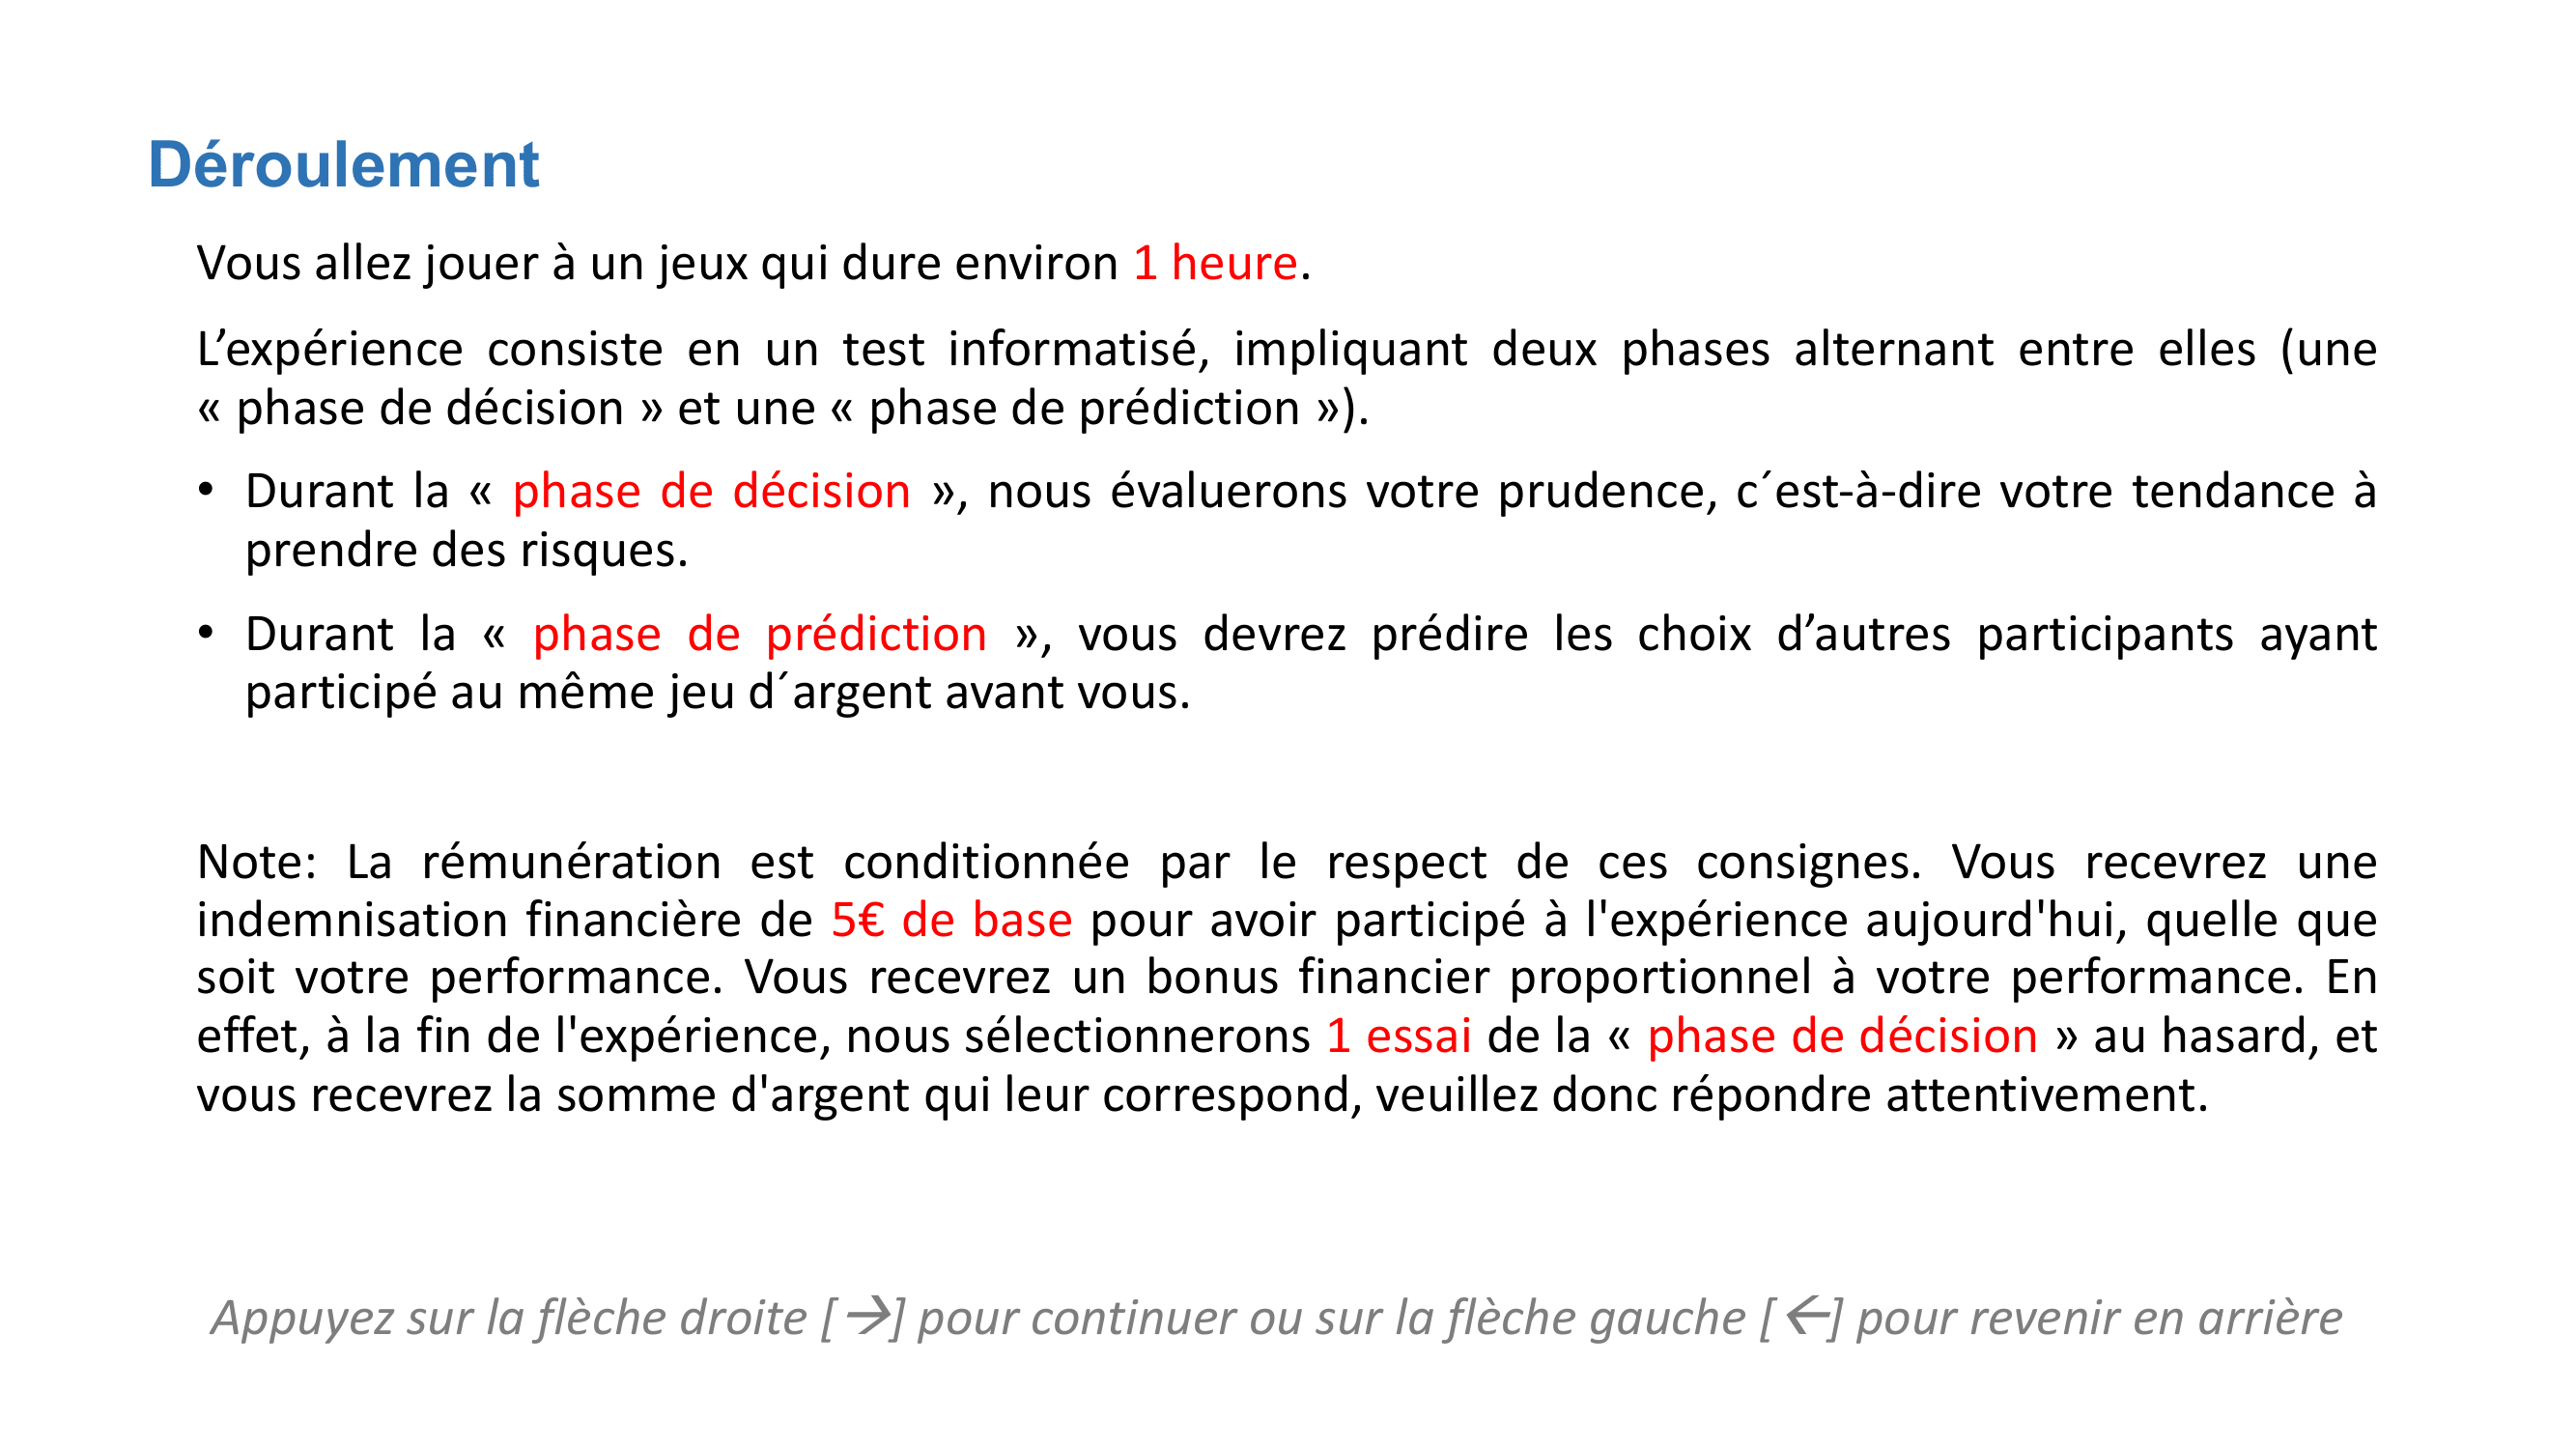 Déroulement
Vous allez jouer à un jeux qui dure environ 1 heure.
L’expérience consiste en un test informatisé, impliquant deux phases alternant entre elles (une
« phase de décision » et une « phase de prédiction »).
• Durant la « phase de décision », nous évaluerons votre prudence, c´est-à-dire votre tendance à
prendre des risques.
• Durant la « phase de prédiction », vous devrez prédire les choix d’autres participants ayant
participé au même jeu d´argent avant vous.
Note: La rémunération est conditionnée par le respect de ces consignes. Vous recevrez une
indemnisation financière de 5€ de base pour avoir participé à l'expérience aujourd'hui, quelle que
soit votre performance. Vous recevrez un bonus financier proportionnel à votre performance. En
effet, à la fin de l'expérience, nous sélectionnerons 1 essai de la « phase de décision » au hasard, et
vous recevrez la somme d'argent qui leur correspond, veuillez donc répondre attentivement.
Appuyez sur la flèche droite [→] pour continuer ou sur la flèche gauche [←] pour revenir en arrière